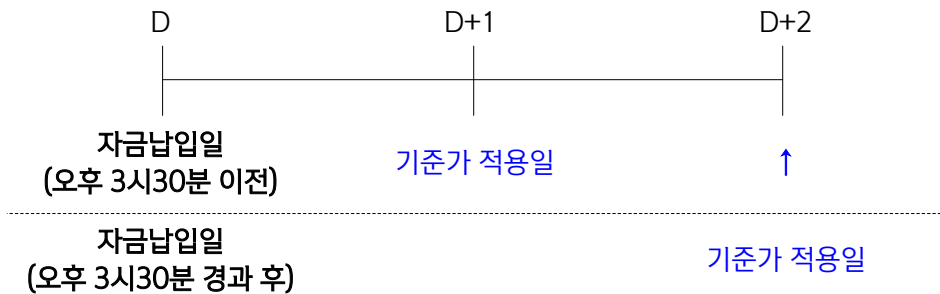 D D+1 D+2
자금납입일
(오후 3시30분 이전)
기준가 적용일
↑
자금납입일
(오후 3시30분 경과 후)
기준가 적용일